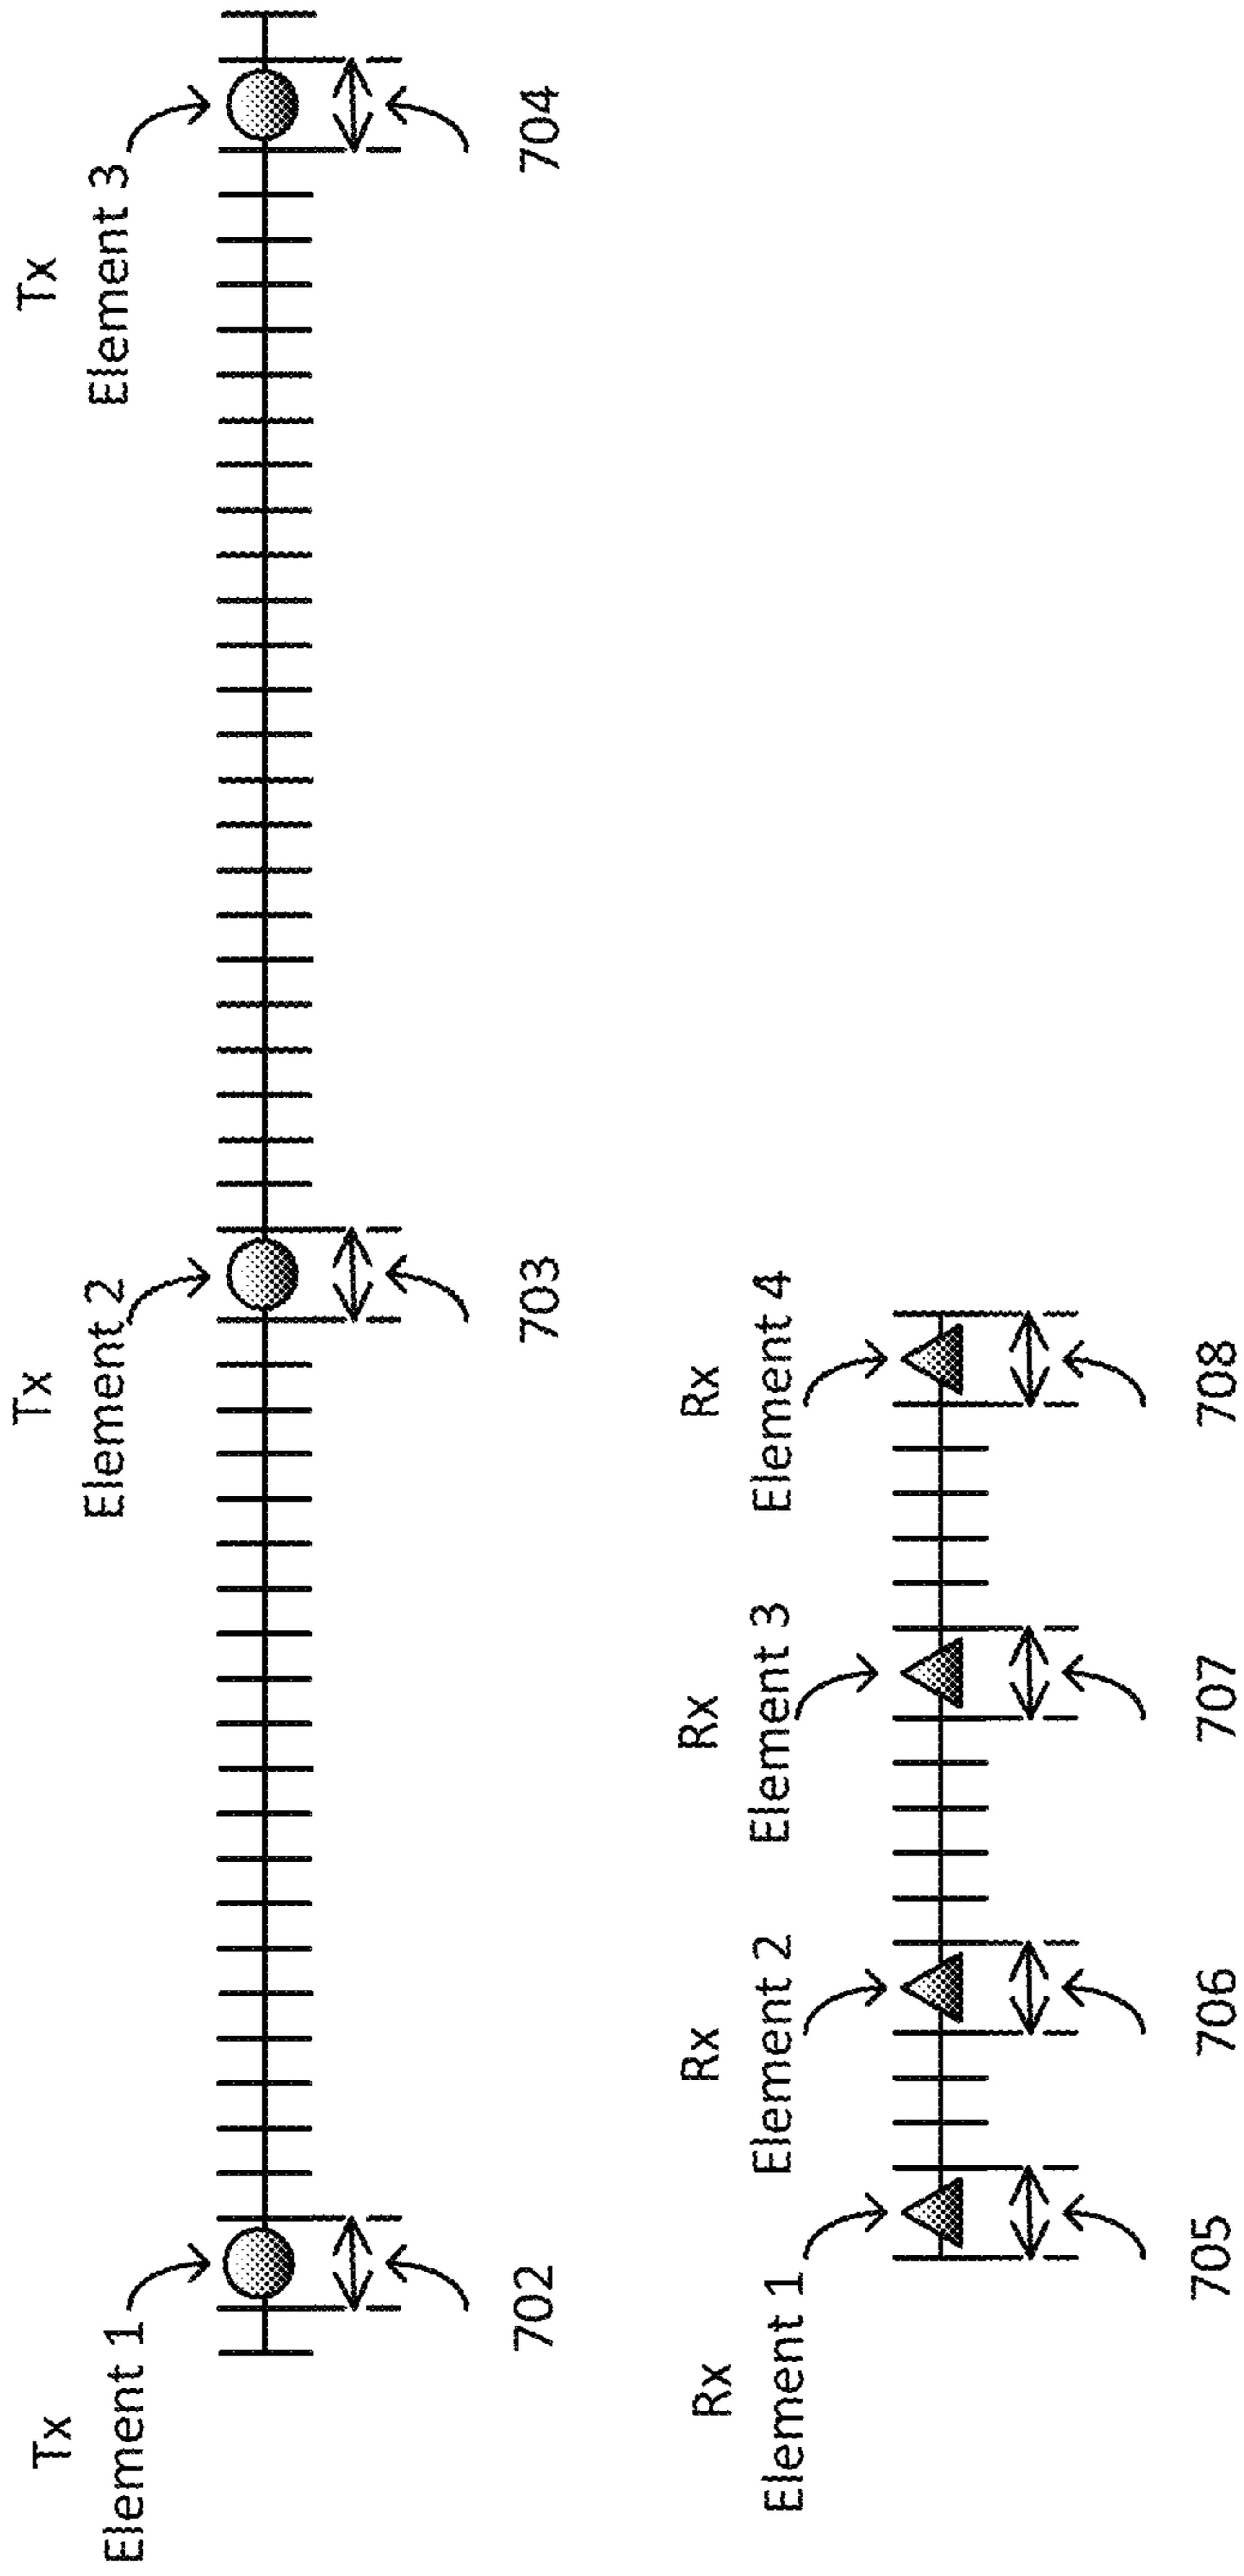 Tx
Element 1
Tx
Element 2
Tx
Element 3
702
703
704
Rx
Element 1
Rx
Element 2
Rx
Element 3
Rx
Element 4
705
706
707
708